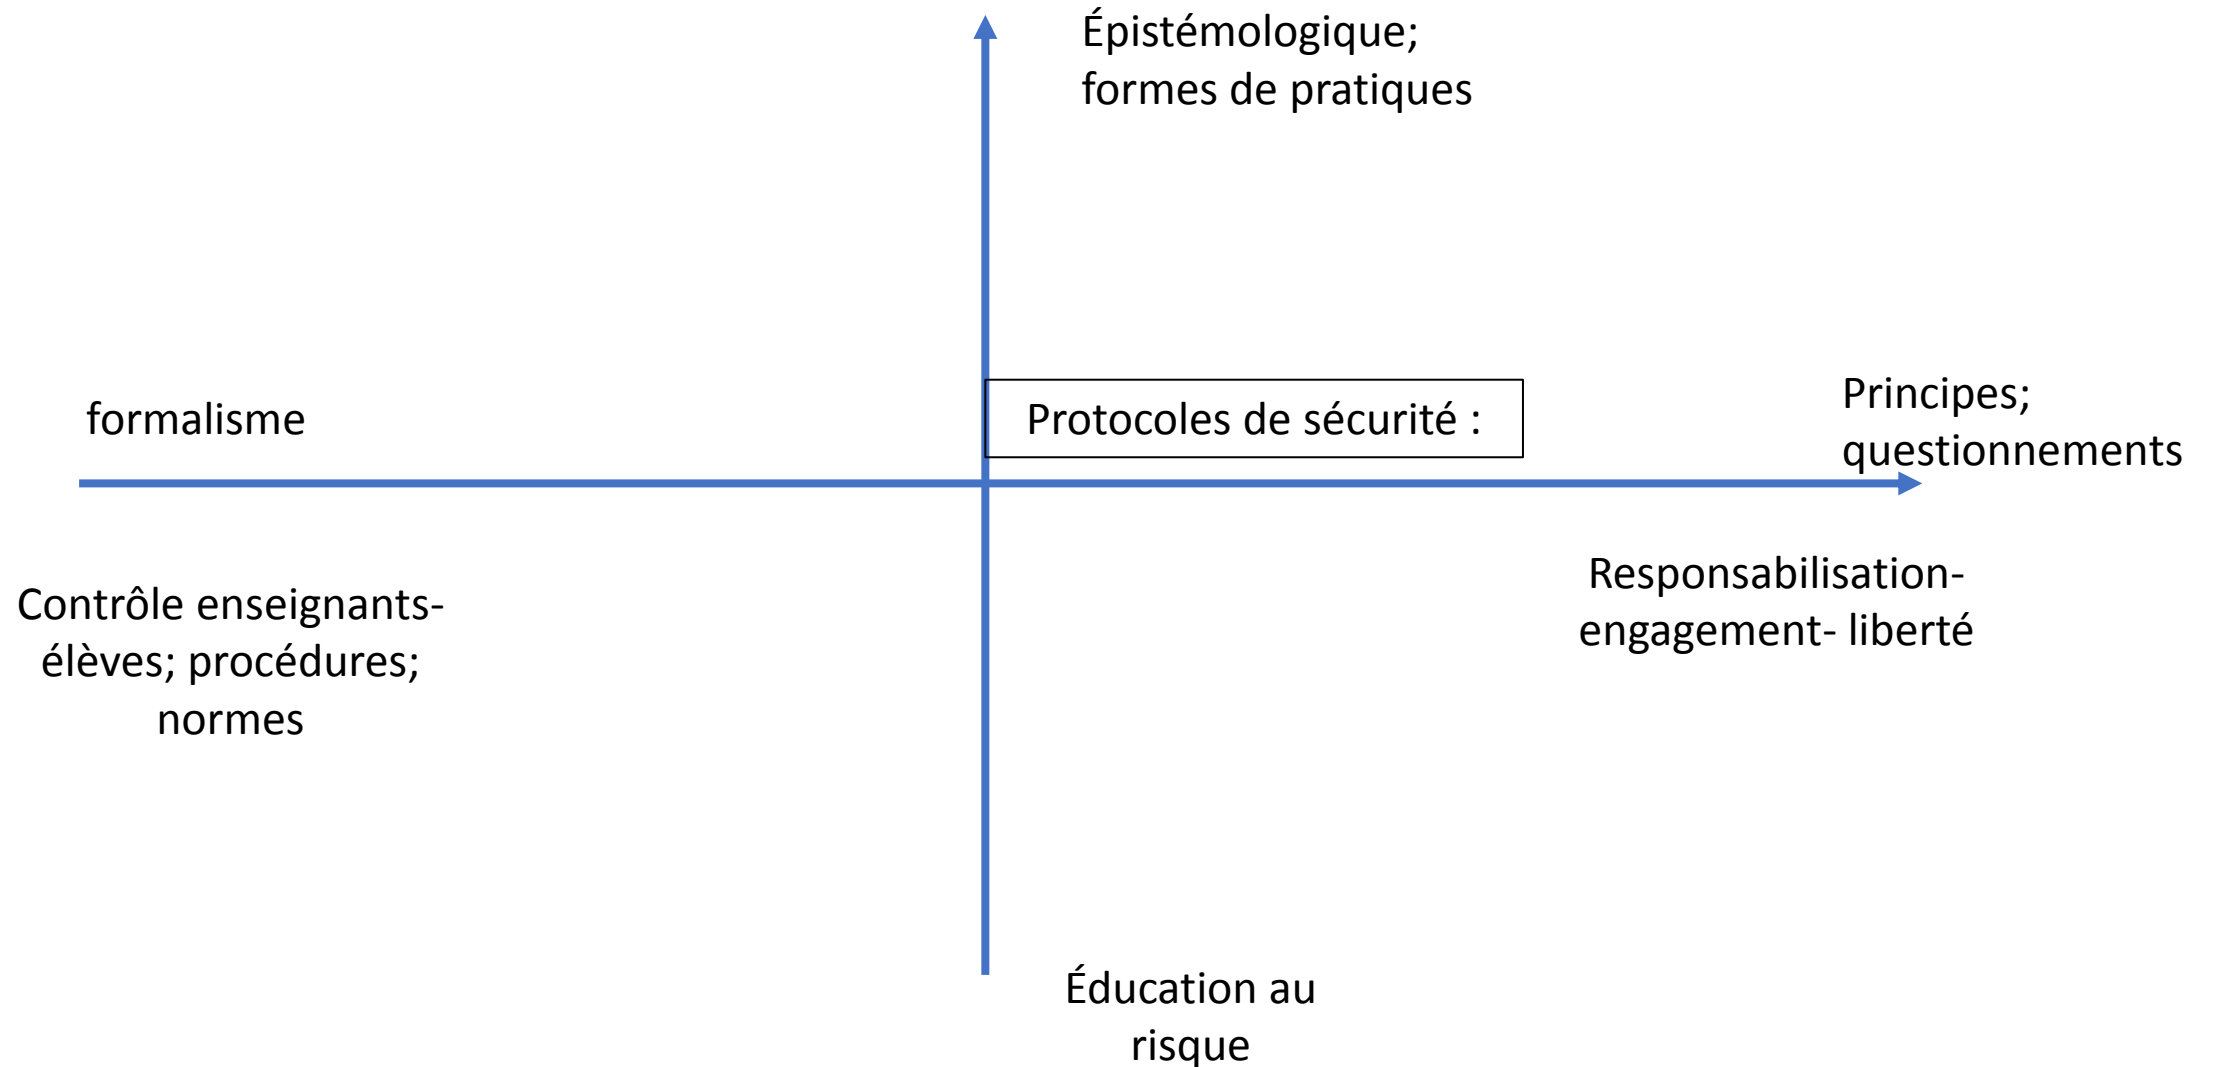 Épistémologique;
formes de pratiques
formalisme
Protocoles de sécurité :
Principes;
questionnements
Contrôle enseignants-
élèves; procédures;
normes
Responsabilisation-
engagement- liberté
Éducation au
risque